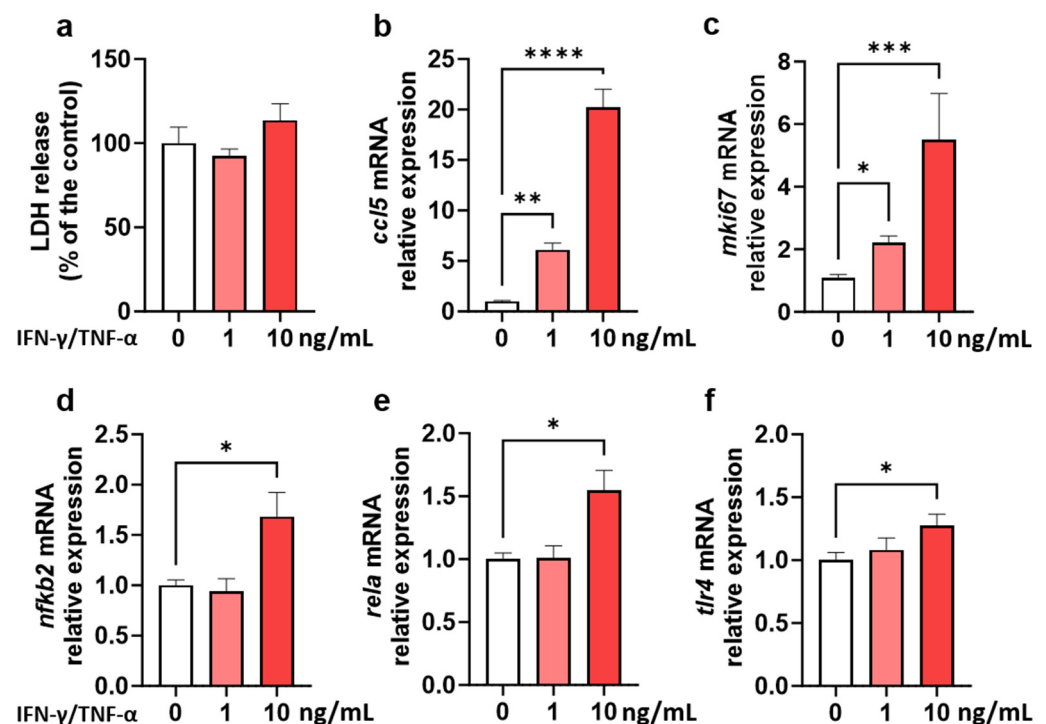 a
LDH release
(% of the control)
150
100
50
0
IFN-γ/TNF-α 0 1 10 ng/mL
b
ccl5 mRNA
relative expression
25
20
15
10
5
0
****
**
0 1 10 ng/mL
c
mki67 mRNA
relative expression
8
6
4
2
0
***
*
0 1 10 ng/mL
d
nfkb2 mRNA
relative expression
2.5
2.0
1.5
1.0
0.5
0.0
*
IFN-γ/TNF-α 0 1 10 ng/mL
e
rela mRNA
relative expression
2.0
1.5
1.0
0.5
0.0
*
0 1 10 ng/mL
f
tlr4 mRNA
relative expression
2.0
1.5
1.0
0.5
0.0
*
0 1 10 ng/mL